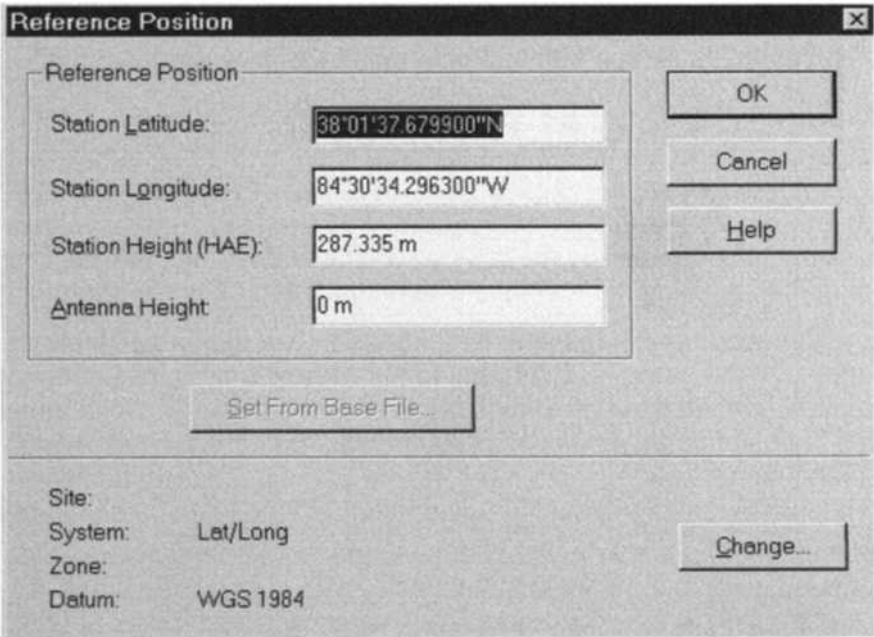 Reference Position
Reference Position
OK
Station Latitude: 38°01'37.679900"N
Cancel
Station Longitude: 84°30'34.296300"W
Help
Station Height (HAE): 287.335 m
Antenna Height: 0 m
Set From Base File...
Site:
System: Lat/Long
Change...
Zone:
Datum: WGS 1984